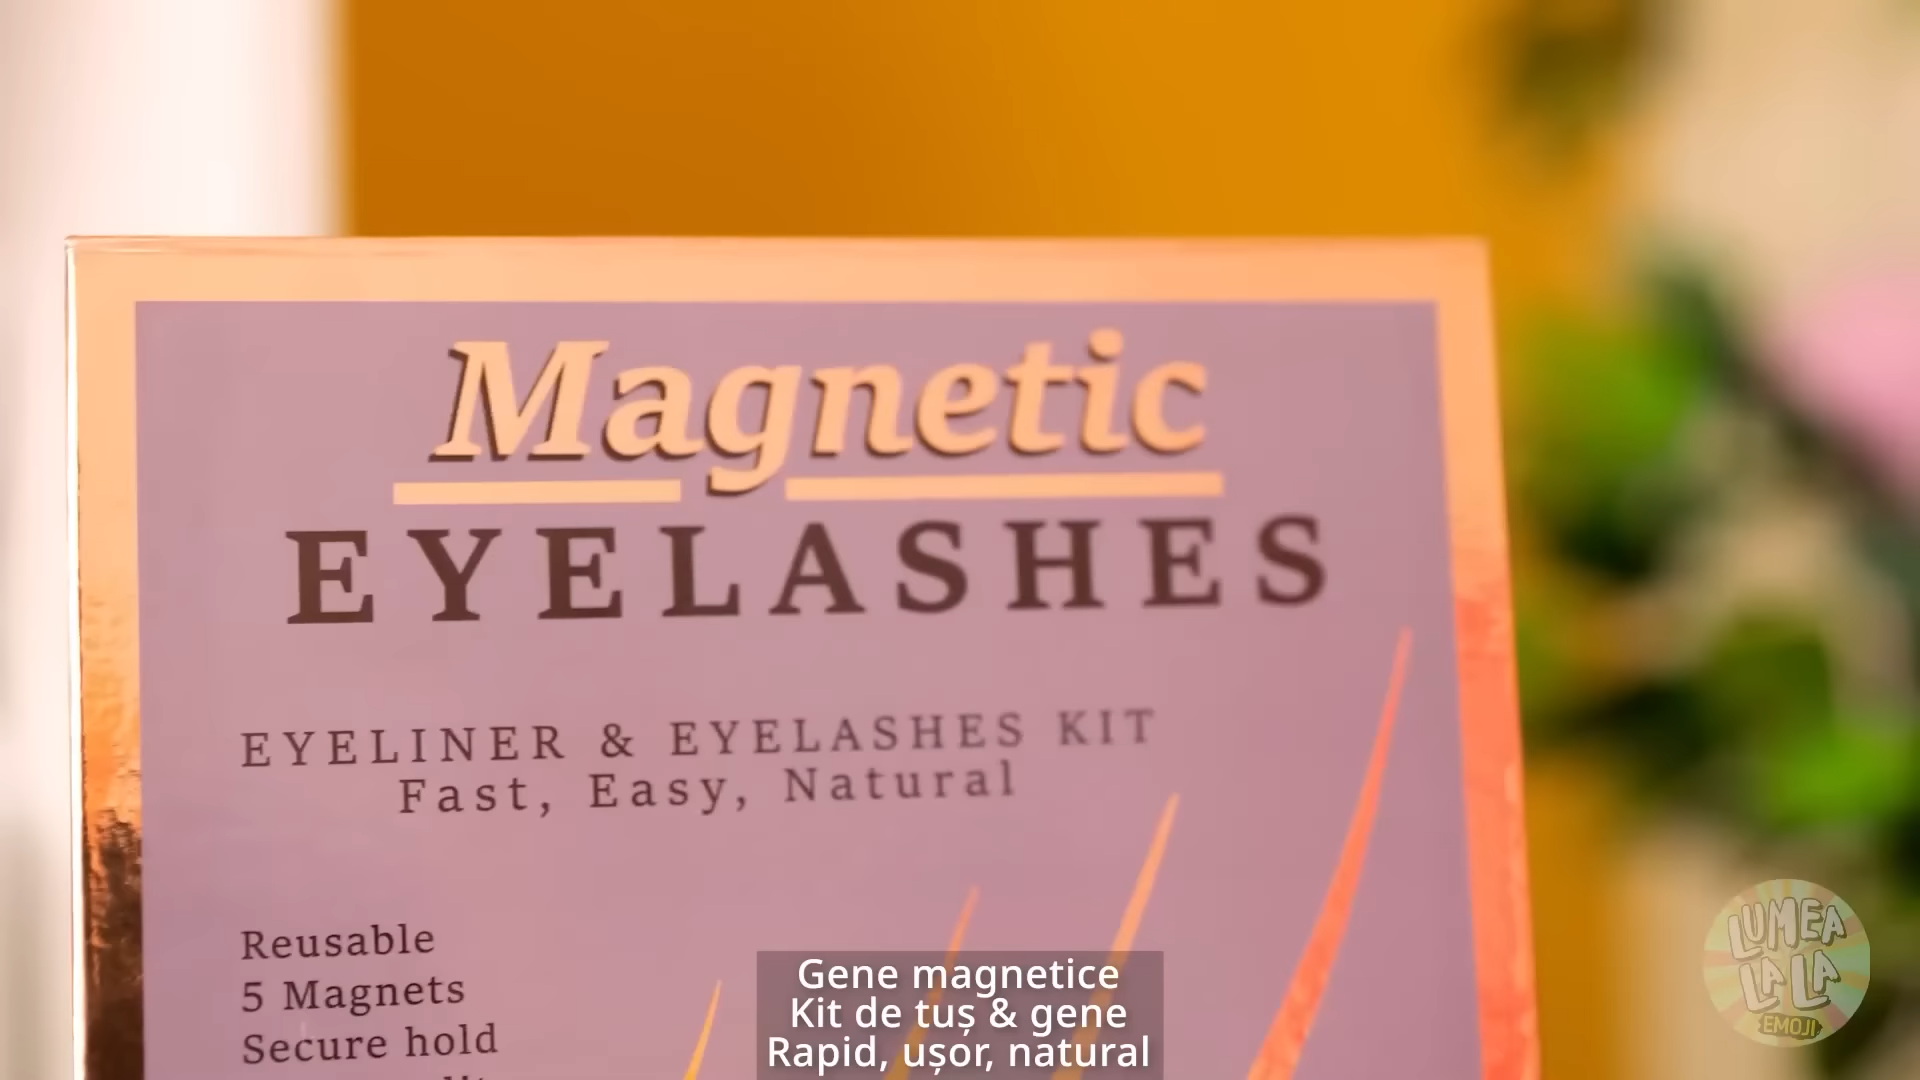 Magnetic
EYELASHES
EYELINER & EYELASHES KIT
Fast, Easy, Natural
Reusable
5 Magnets
Secure hold
Gene magnetice
Kit de tuș & gene
Rapid, ușor, natural
LUMEA
LA LA
EMOJI